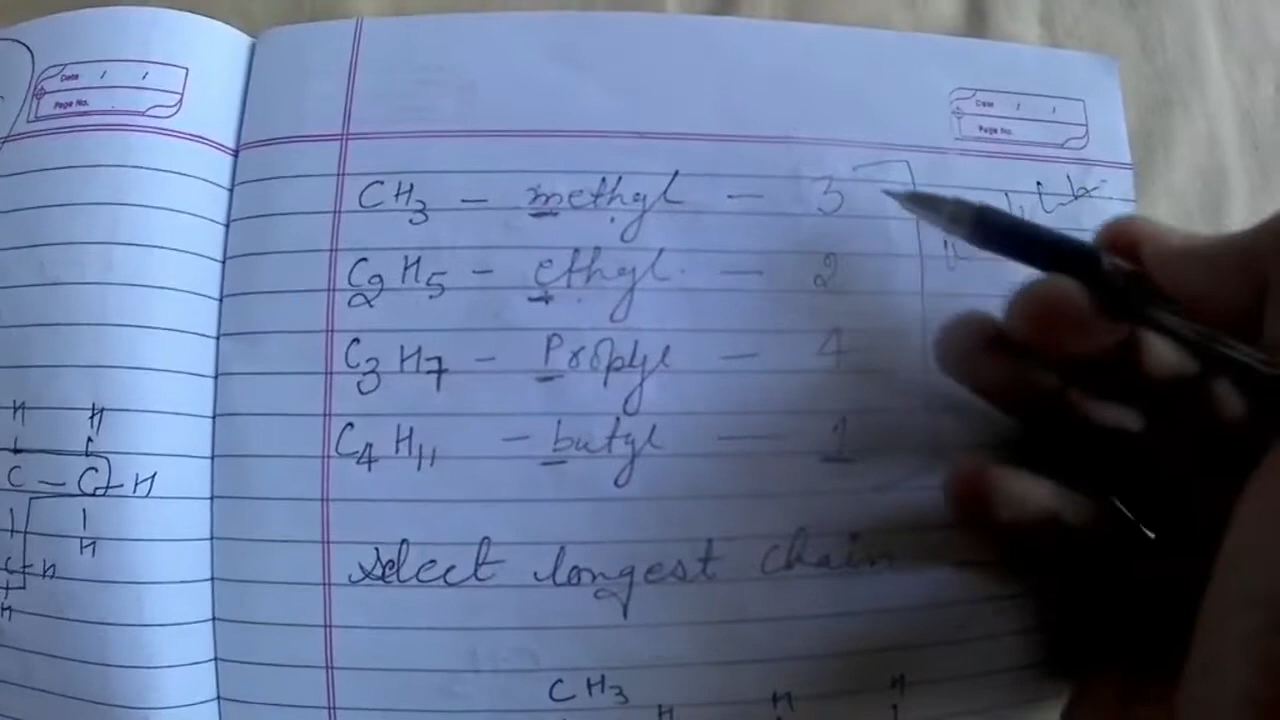 Date / /
Page No.
Date / /
Page No.
CH3 - methyl - 3
C2H5 - ethyl - 2
C3H7 - Propyl - 4
C4H11 - butyl - 1
H H
C C
C - C - H
H
C - H
H
select longest chain
CH3
H H H